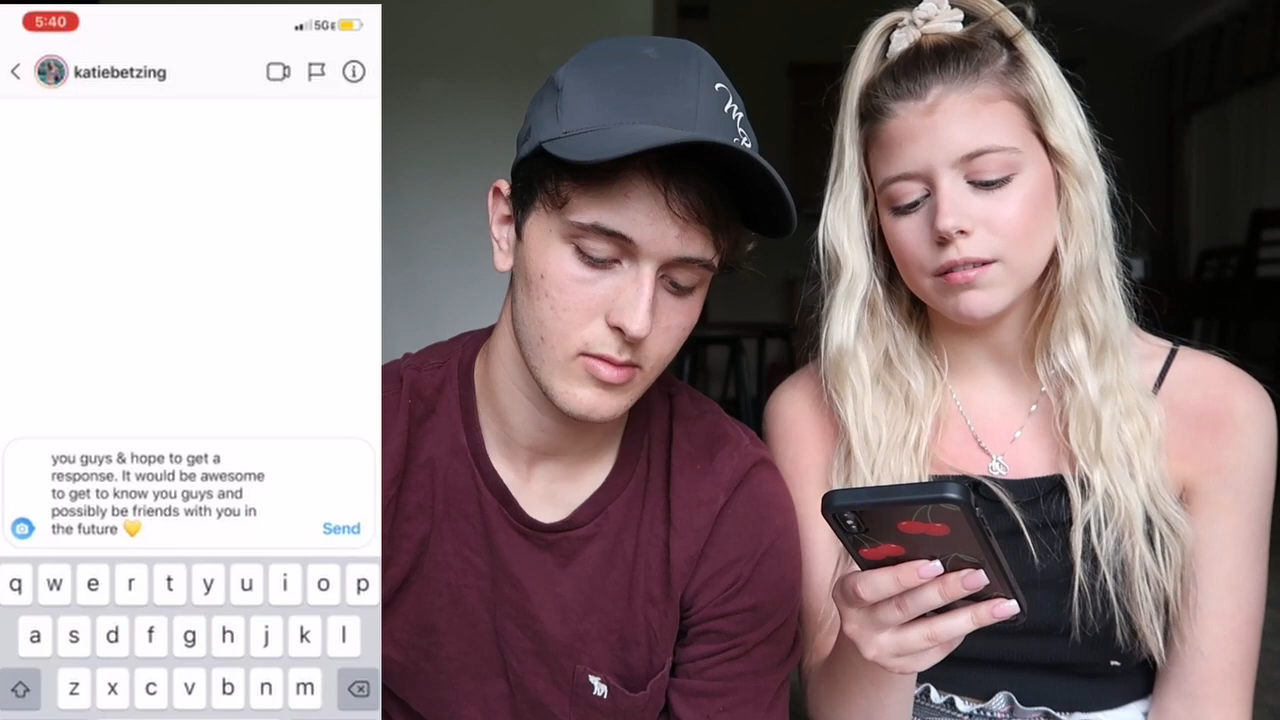 5:40
5GE
katiebetzing
you guys & hope to get a
response. It would be awesome
to get to know you guys and
possibly be friends with you in
the future 💛
Send
q w e r t y u i o p
a s d f g h j k l
z x c v b n m